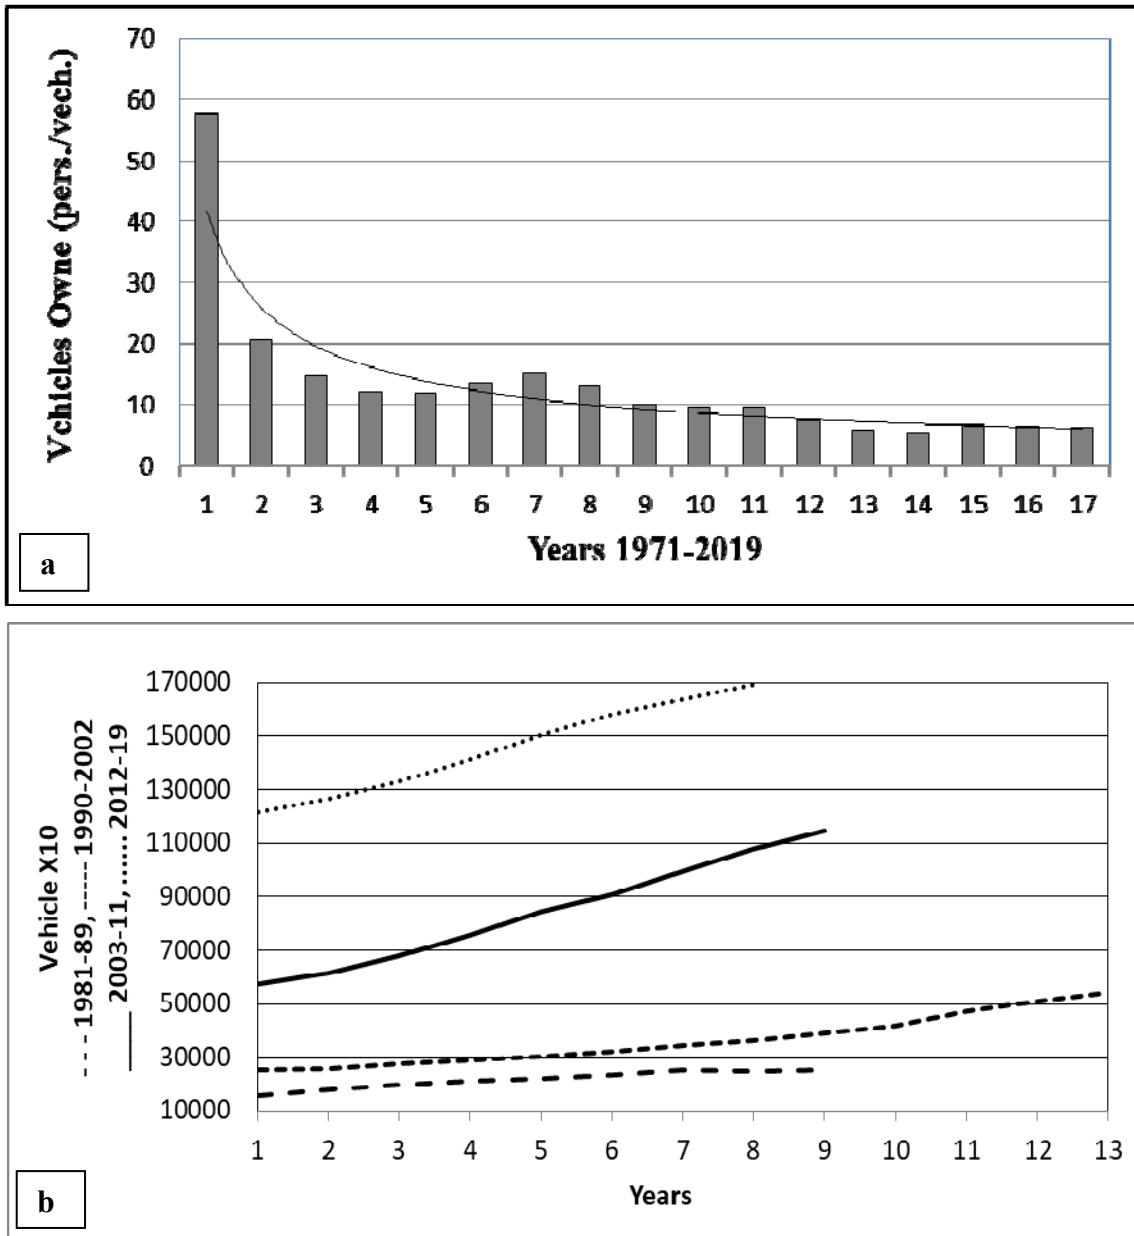 Vchicles Owne (pers./vech.)
70
60
50
40
30
20
10
0
1 2 3 4 5 6 7 8 9 10 11 12 13 14 15 16 17
Years 1971-2019
a
Vehicle X10
- - - 1981-89, ------ 1990-2002
____ 2003-11, ....... 2012-19
170000
150000
130000
110000
90000
70000
50000
30000
10000
1 2 3 4 5 6 7 8 9 10 11 12 13
Years
b